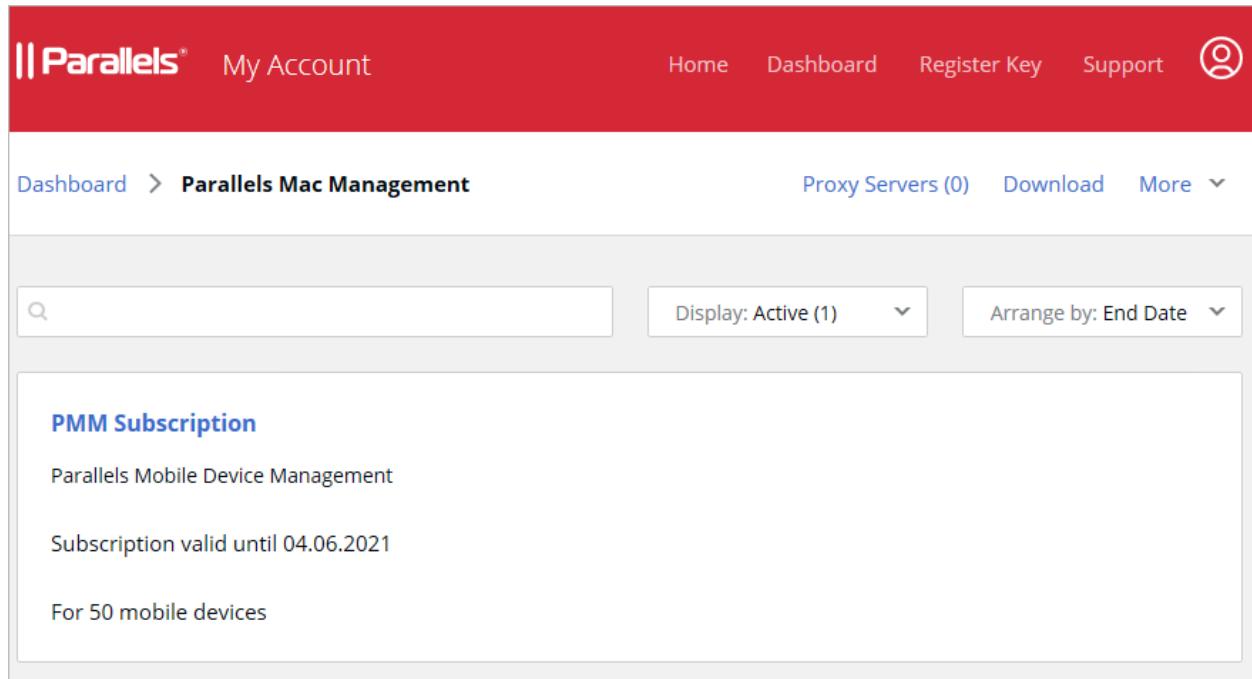 || Parallels® My Account Home Dashboard Register Key Support
Dashboard > Parallels Mac Management Proxy Servers (0) Download More
Display: Active (1) Arrange by: End Date
PMM Subscription
Parallels Mobile Device Management
Subscription valid until 04.06.2021
For 50 mobile devices